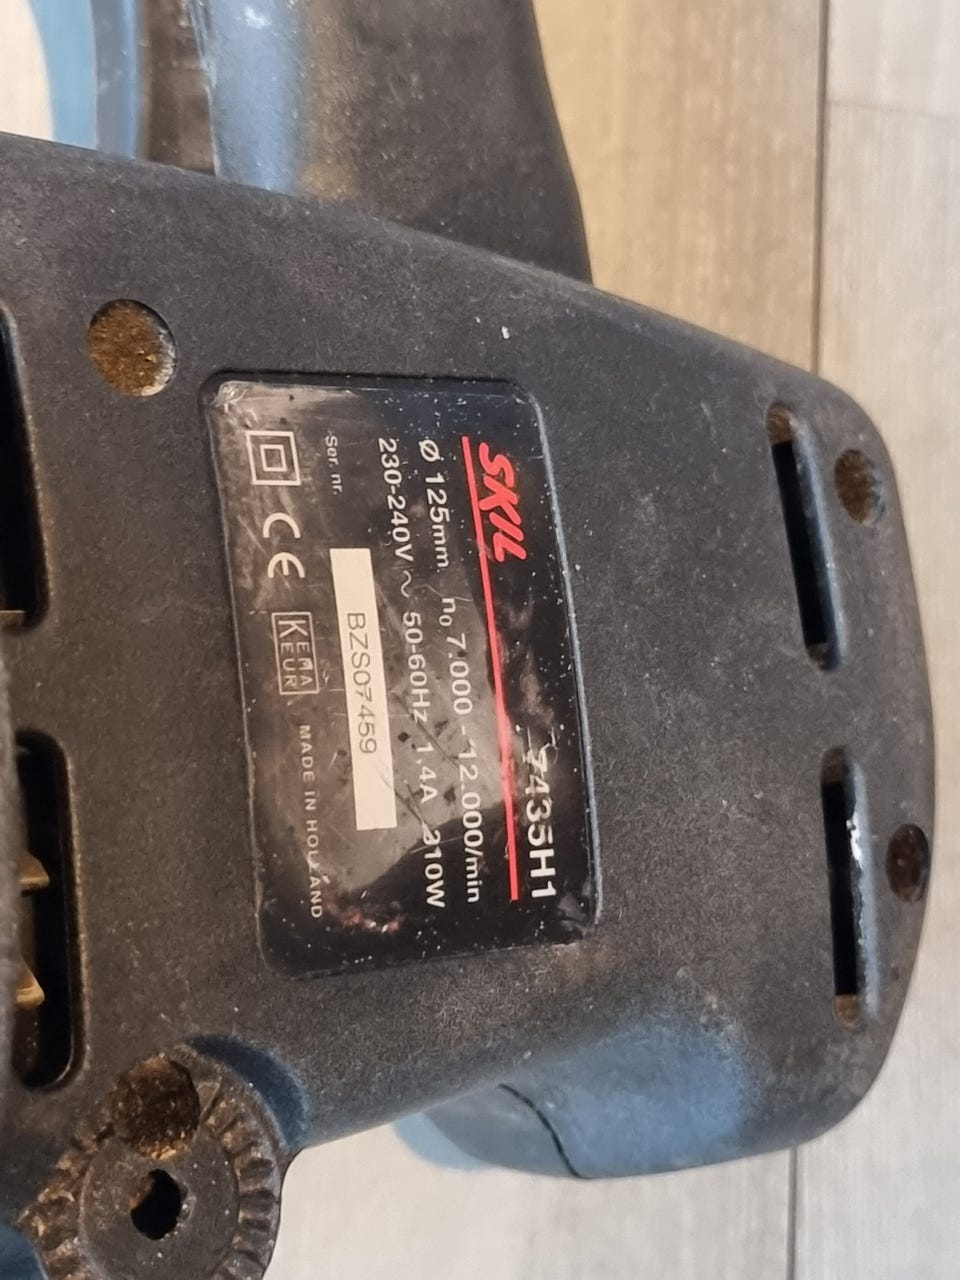 SKIL 7435H1
Ø 125mm n₀ 7.000 - 12.000/min
230-240V ~ 50-60Hz 1.4A 310W
Ser. nr. BZS07459
CE KEMA KEUR MADE IN HOLLAND